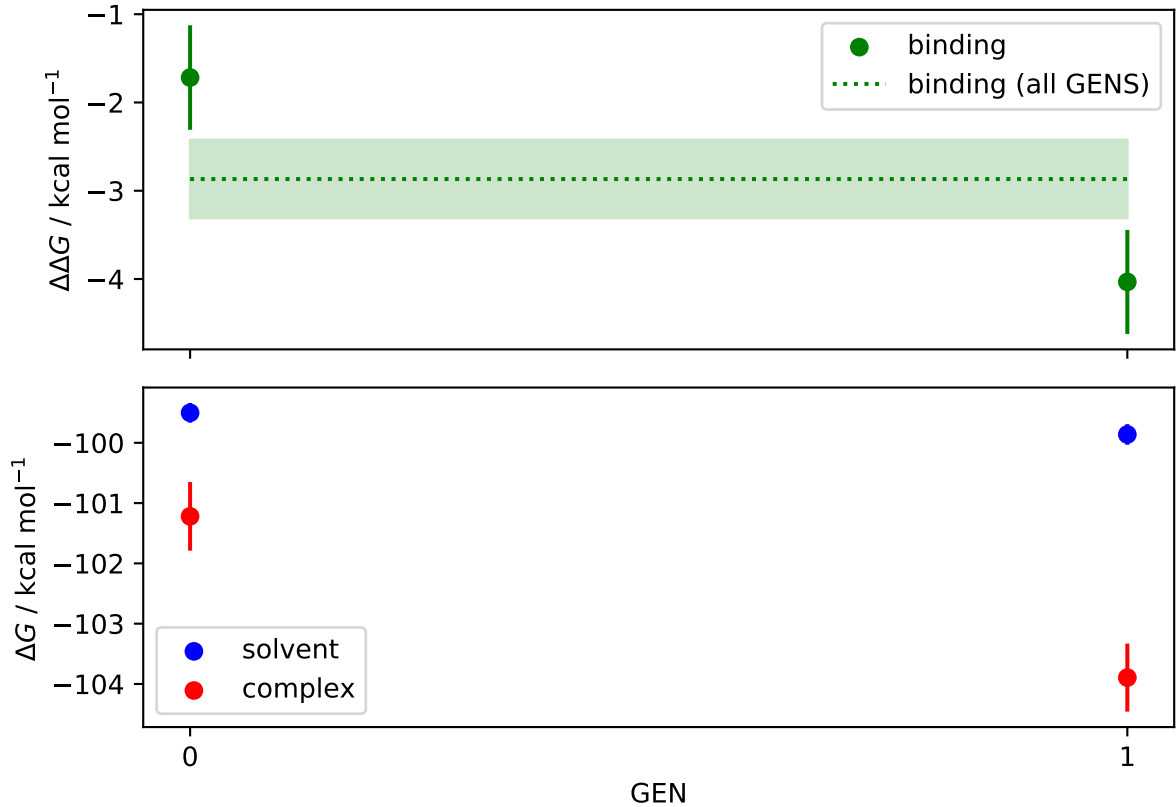 −1
−2
−3
−4
ΔΔG / kcal mol⁻¹
binding
binding (all GENS)
−100
−101
−102
−103
−104
ΔG / kcal mol⁻¹
solvent
complex
0
1
GEN